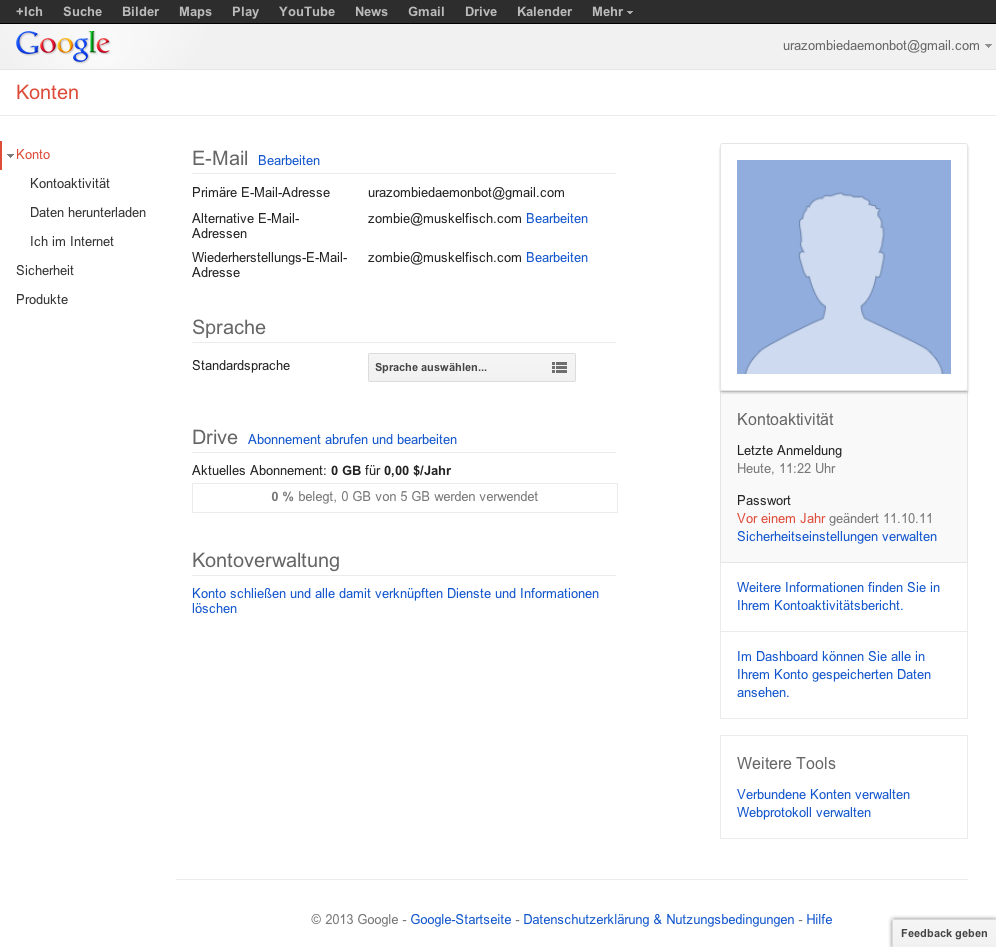 +Ich Suche Bilder Maps Play YouTube News Gmail Drive Kalender Mehr
Google
urazombiedaemonbot@gmail.com
Konten
Konto
Kontoaktivität
Daten herunterladen
Ich im Internet
Sicherheit
Produkte
E-Mail Bearbeiten
Primäre E-Mail-Adresse urazombiedaemonbot@gmail.com
Alternative E-Mail- zombie@muskelfisch.com Bearbeiten
Adressen
Wiederherstellungs-E-Mail- zombie@muskelfisch.com Bearbeiten
Adresse
Sprache
Standardsprache Sprache auswählen...
Drive Abonnement abrufen und bearbeiten
Aktuelles Abonnement: 0 GB für 0,00 $/Jahr
0 % belegt, 0 GB von 5 GB werden verwendet
Kontoverwaltung
Konto schließen und alle damit verknüpften Dienste und Informationen
löschen
Kontoaktivität
Letzte Anmeldung
Heute, 11:22 Uhr
Passwort
Vor einem Jahr geändert 11.10.11
Sicherheitseinstellungen verwalten
Weitere Informationen finden Sie in
Ihrem Kontoaktivitätsbericht.
Im Dashboard können Sie alle in
Ihrem Konto gespeicherten Daten
ansehen.
Weitere Tools
Verbundene Konten verwalten
Webprotokoll verwalten
© 2013 Google - Google-Startseite - Datenschutzerklärung & Nutzungsbedingungen - Hilfe
Feedback geben